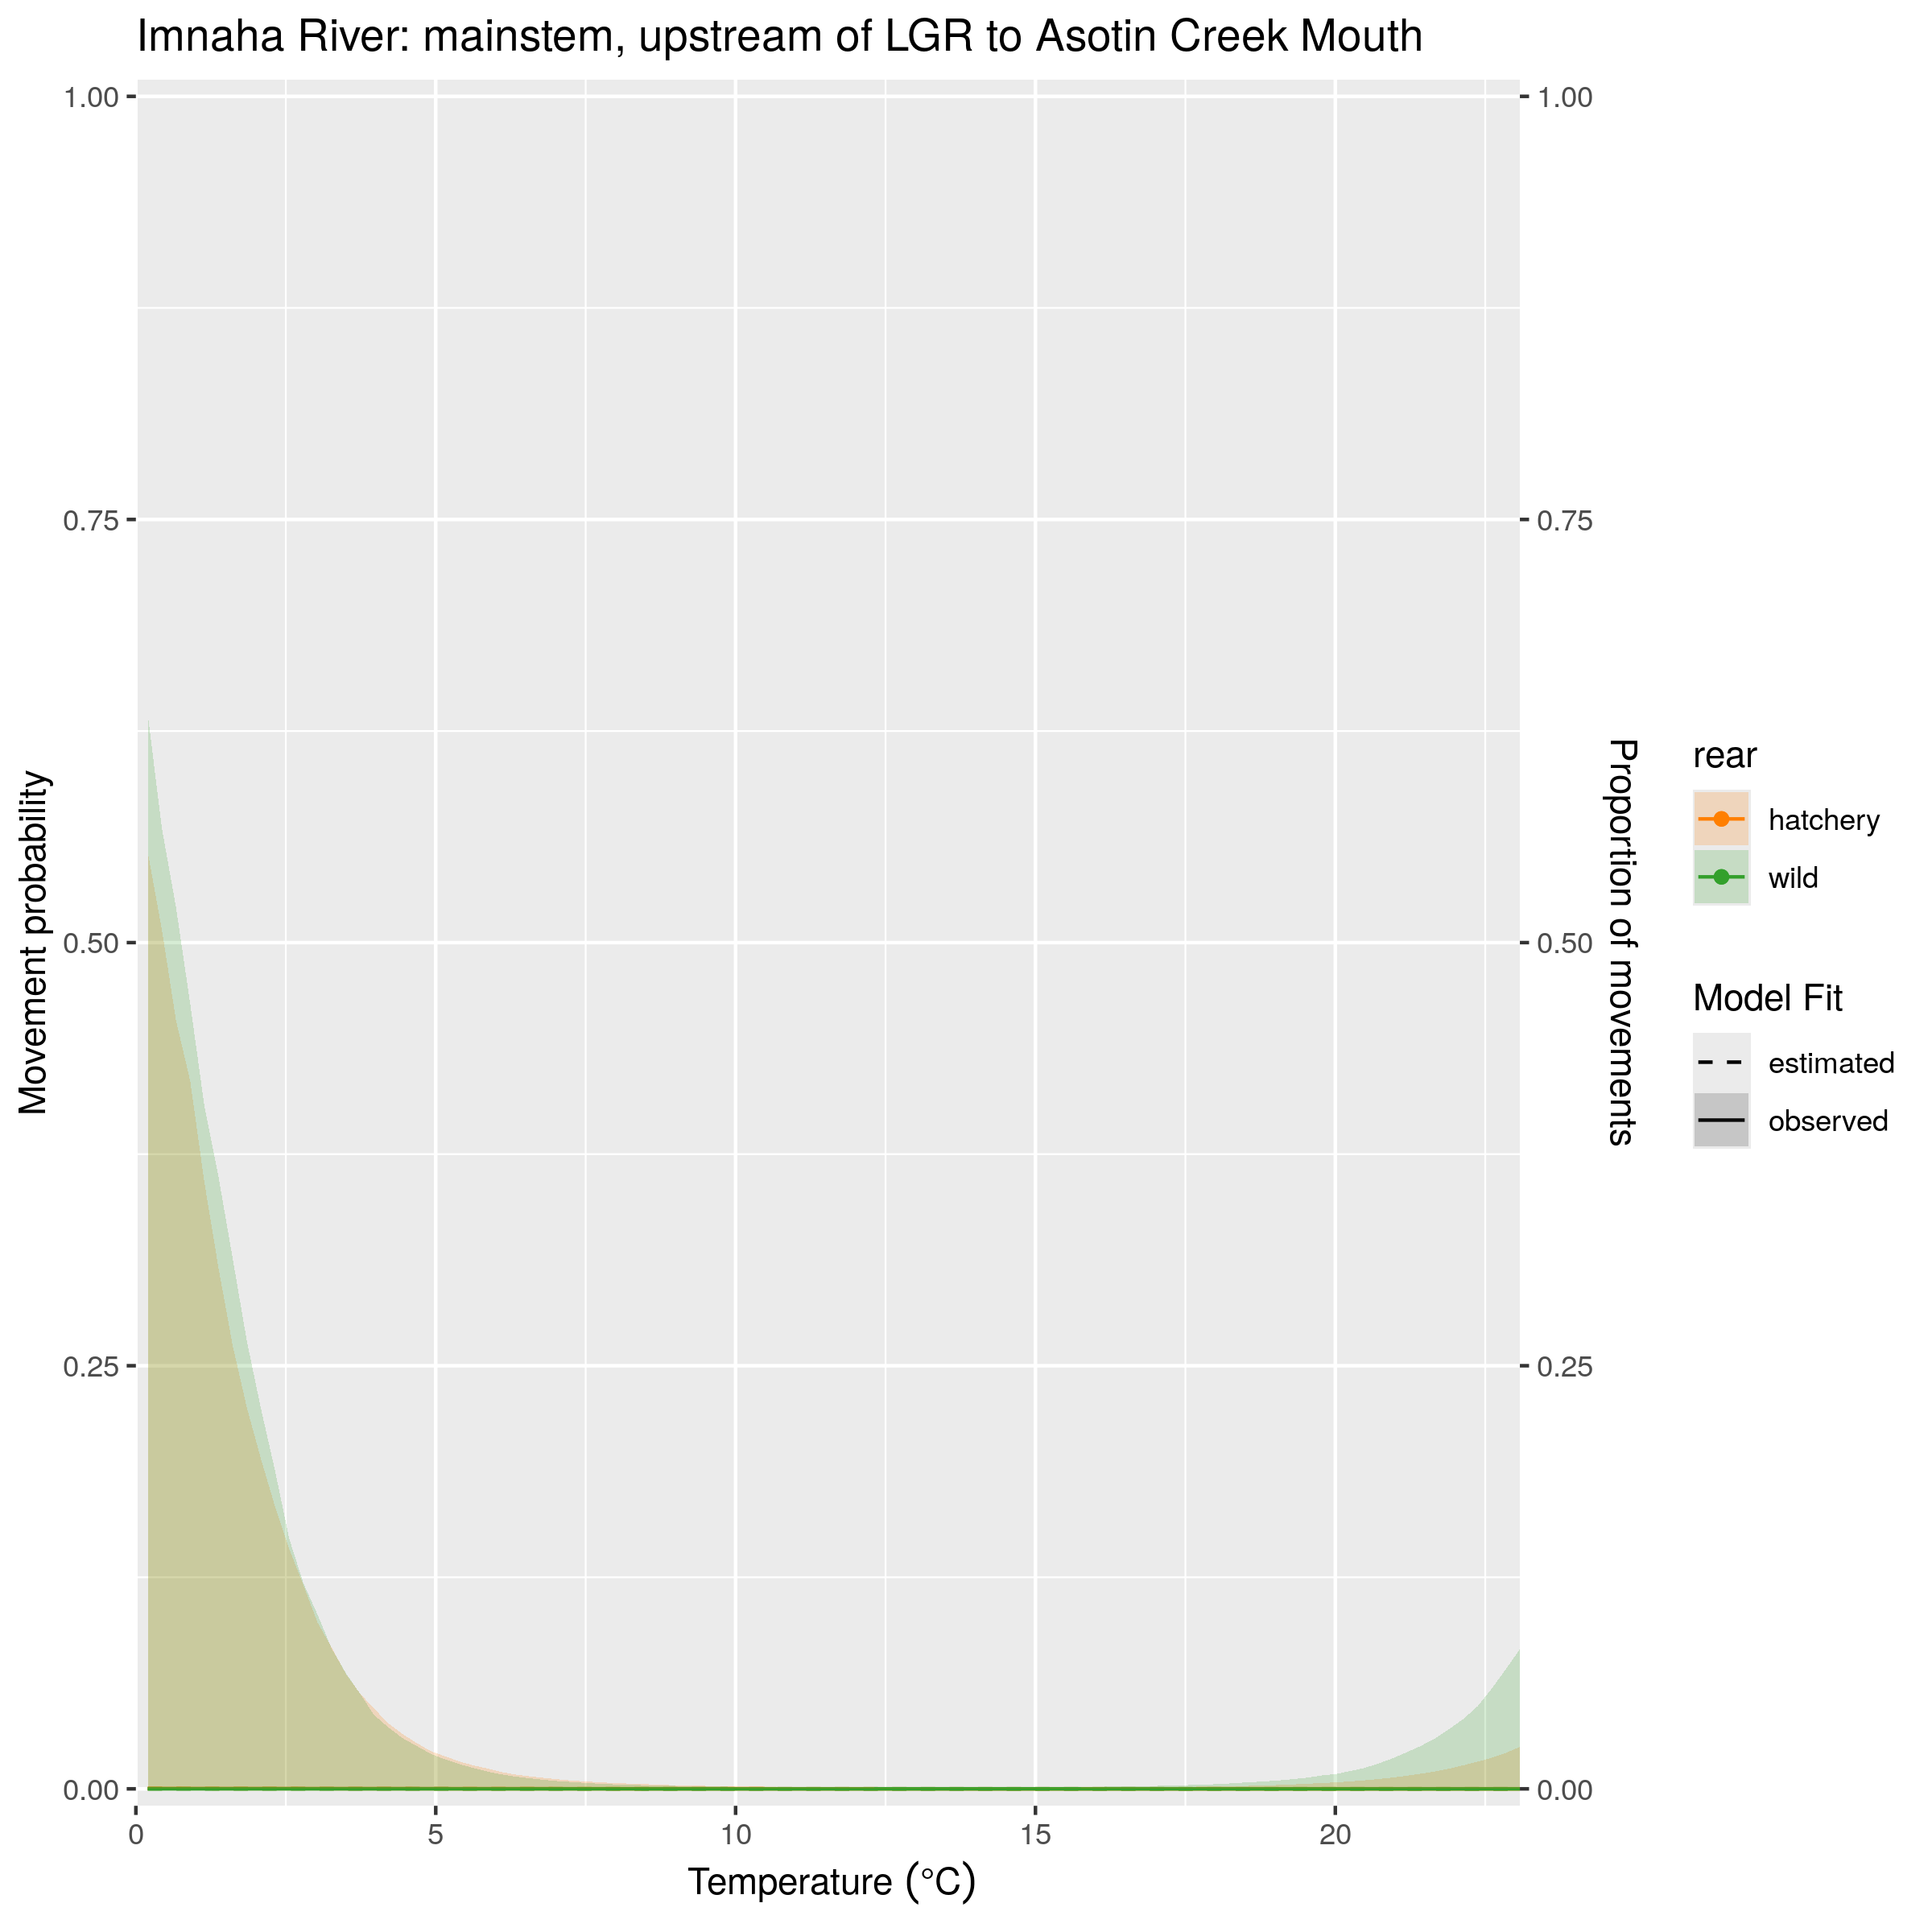 Imnaha River: mainstem, upstream of LGR to Asotin Creek Mouth
Movement probability
1.00
0.75
0.50
0.25
0.00
0
5
10
15
20
Temperature (°C)
1.00
0.75
0.50
0.25
0.00
Proportion of movements
rear
hatchery
wild
Model Fit
estimated
observed